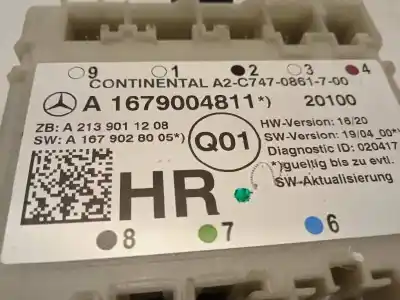 9 1 2 3 4
CONTINENTAL A2-C747-0861-7-00
A 1679004811*) 20100
ZB: A 213 901 12 08
SW: A 167 902 80 05*)
Q01
HW-Version: 16/20
SW-Version: 19/04_00*)
Diagnostic ID: 020417
*)gueltig bis zu evtl.
SW-Aktualisierung
HR
8 7 6